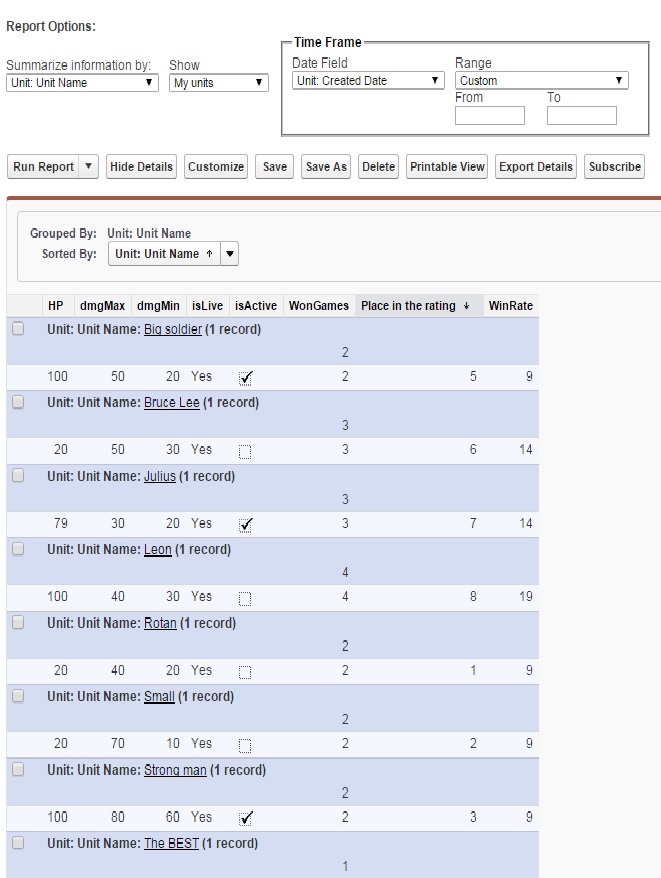 Report Options:
Time Frame
Summarize information by: Show Date Field Range
Unit: Unit Name My units Unit: Created Date Custom
From To
Run Report Hide Details Customize Save Save As Delete Printable View Export Details Subscribe
Grouped By: Unit: Unit Name
Sorted By: Unit: Unit Name ↑
HP dmgMax dmgMin isLive isActive WonGames Place in the rating ↓ WinRate
Unit: Unit Name: Big soldier (1 record)
2
100 50 20 Yes ✓ 2 5 9
Unit: Unit Name: Bruce Lee (1 record)
3
20 50 30 Yes 3 6 14
Unit: Unit Name: Julius (1 record)
3
79 30 20 Yes ✓ 3 7 14
Unit: Unit Name: Leon (1 record)
4
100 40 30 Yes 4 8 19
Unit: Unit Name: Rotan (1 record)
2
20 40 20 Yes 2 1 9
Unit: Unit Name: Small (1 record)
2
20 70 10 Yes 2 2 9
Unit: Unit Name: Strong man (1 record)
2
100 80 60 Yes ✓ 2 3 9
Unit: Unit Name: The BEST (1 record)
1